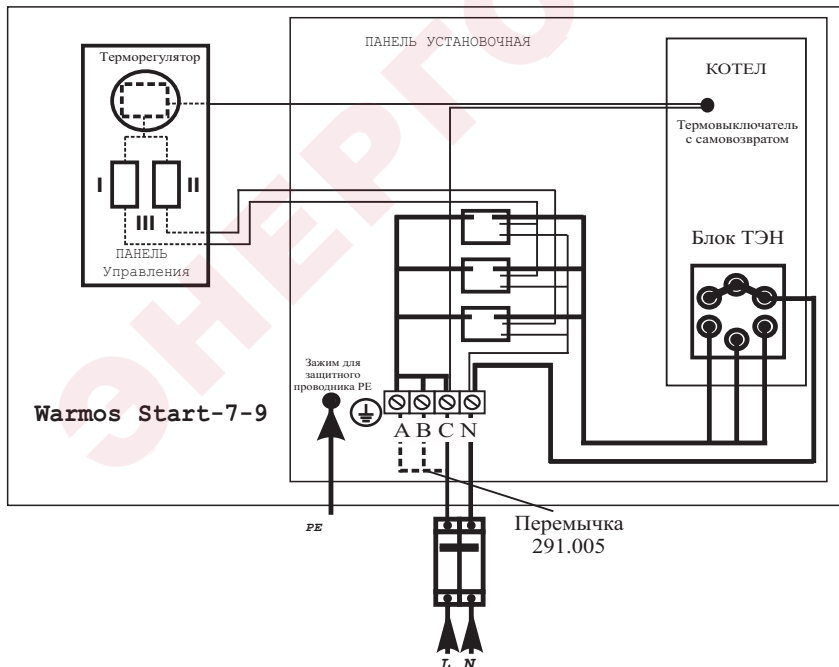 ПАНЕЛЬ УСТАНОВОЧНАЯ
Терморегулятор
КОТЕЛ
Термовыключатель
с самовозвратом
I
II
III
ПАНЕЛЬ
Управления
Блок ТЭН
Зажим для
защитного
проводника PE
Warmos Start-7-9
A B C N
PE
Перемычка
291.005
L N
ЭНЕРГО